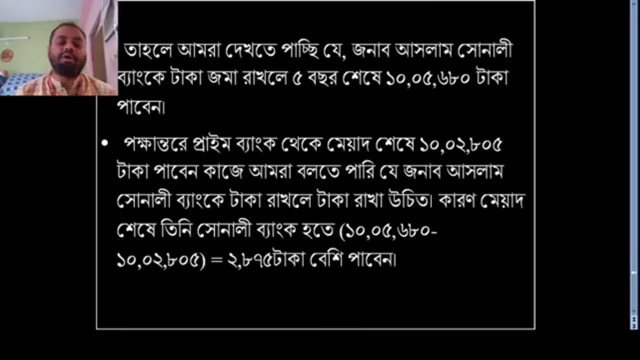 তাহলে আমরা দেখতে পাচ্ছি যে, জনাব আসলাম সোনালী
ব্যাংকে টাকা জমা রাখলে ৫ বছর শেষে ১০,০৫,৬৮০ টাকা
পাবেন।
• পক্ষান্তরে প্রাইম ব্যাংক থেকে মেয়াদ শেষে ১০,০২,৮০৫
টাকা পাবেন কাজে আমরা বলতে পারি যে জনাব আসলাম
সোনালী ব্যাংকে টাকা রাখলে টাকা রাখা উচিত। কারণ মেয়াদ
শেষে তিনি সোনালী ব্যাংক হতে (১০,০৫,৬৮০-
১০,০২,৮০৫) = ২,৮৭৫টাকা বেশি পাবেন।